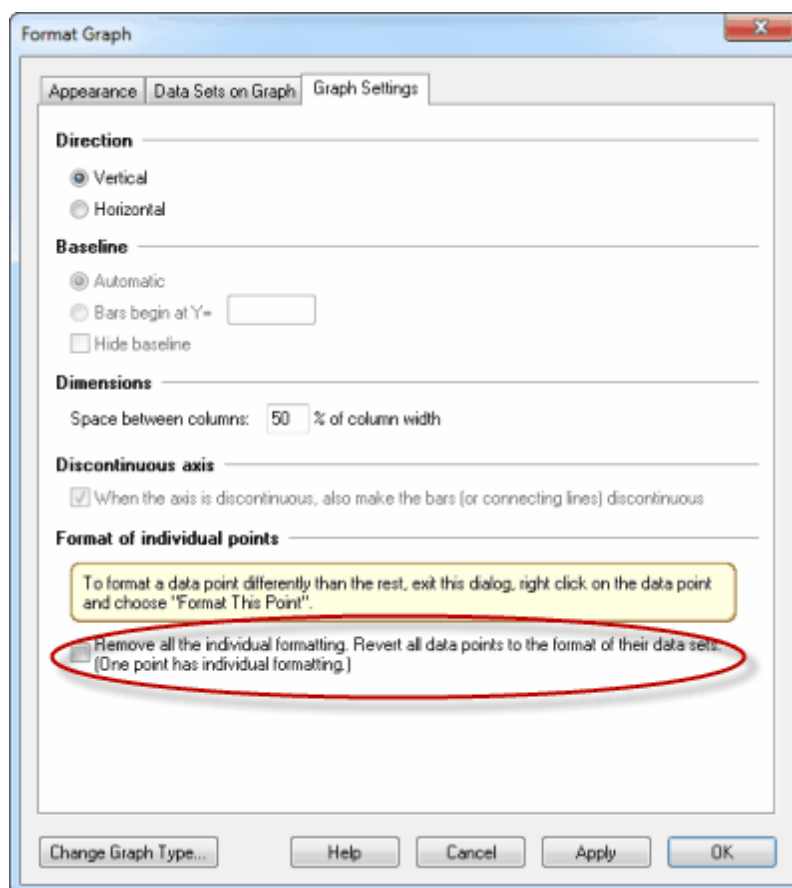 Format Graph
Appearance
Data Sets on Graph
Graph Settings
Direction
Vertical
Horizontal
Baseline
Automatic
Bars begin at Y=
Hide baseline
Dimensions
Space between columns: 50 % of column width
Discontinuous axis
When the axis is discontinuous, also make the bars (or connecting lines) discontinuous
Format of individual points
To format a data point differently than the rest, exit this dialog, right click on the data point
and choose "Format This Point".
Remove all the individual formatting. Revert all data points to the format of their data sets.
(One point has individual formatting.)
Change Graph Type...
Help
Cancel
Apply
OK